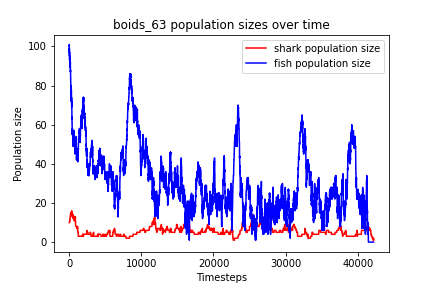 boids_63 population sizes over time
shark population size
fish population size
Population size
100
80
60
40
20
0
0
10000
20000
30000
40000
Timesteps